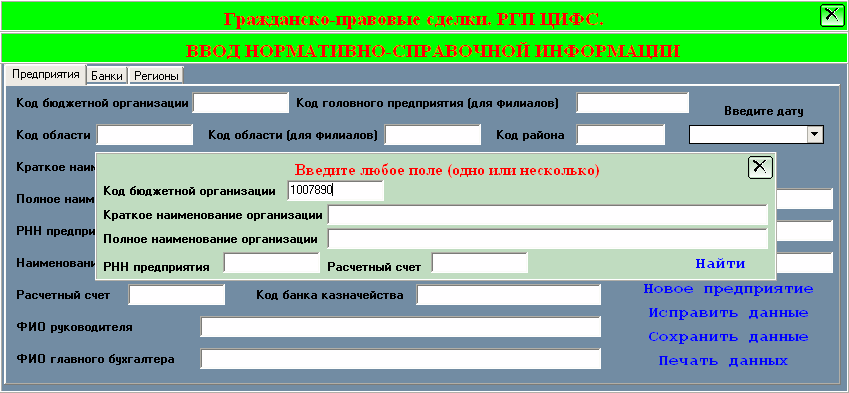 Гражданско-правовые сделки. РГП ЦИФС.
ВВОД НОРМАТИВНО-СПРАВОЧНОЙ ИНФОРМАЦИИ
Предприятия Банки Регионы
Код бюджетной организации Код головного предприятия (для филиалов)
Введите дату
Код области Код области (для филиалов) Код района
Краткое наим
Введите любое поле (одно или несколько)
Код бюджетной организации 1007890
Полное наим
Краткое наименование организации
РНН предпри
Полное наименование организации
Наименовани
РНН предприятия Расчетный счет Найти
Новое предприятие
Расчетный счет Код банка казначейства
Исправить данные
ФИО руководителя
Сохранить данные
ФИО главного бухгалтера
Печать данных